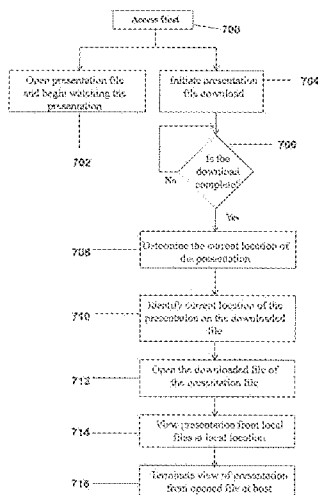 Access Host
700
Open presentation file
and begin watching the
presentation
Initiate presentation
file download
704
702
706
Is the
download
complete?
No
Yes
708
Determine the current location of
the presentation
710
Identify current location of the
presentation on the downloaded
file
712
Open the downloaded file of
the presentation file
714
View presentation from local
files at local location
716
Terminate view of presentation
from opened file at host